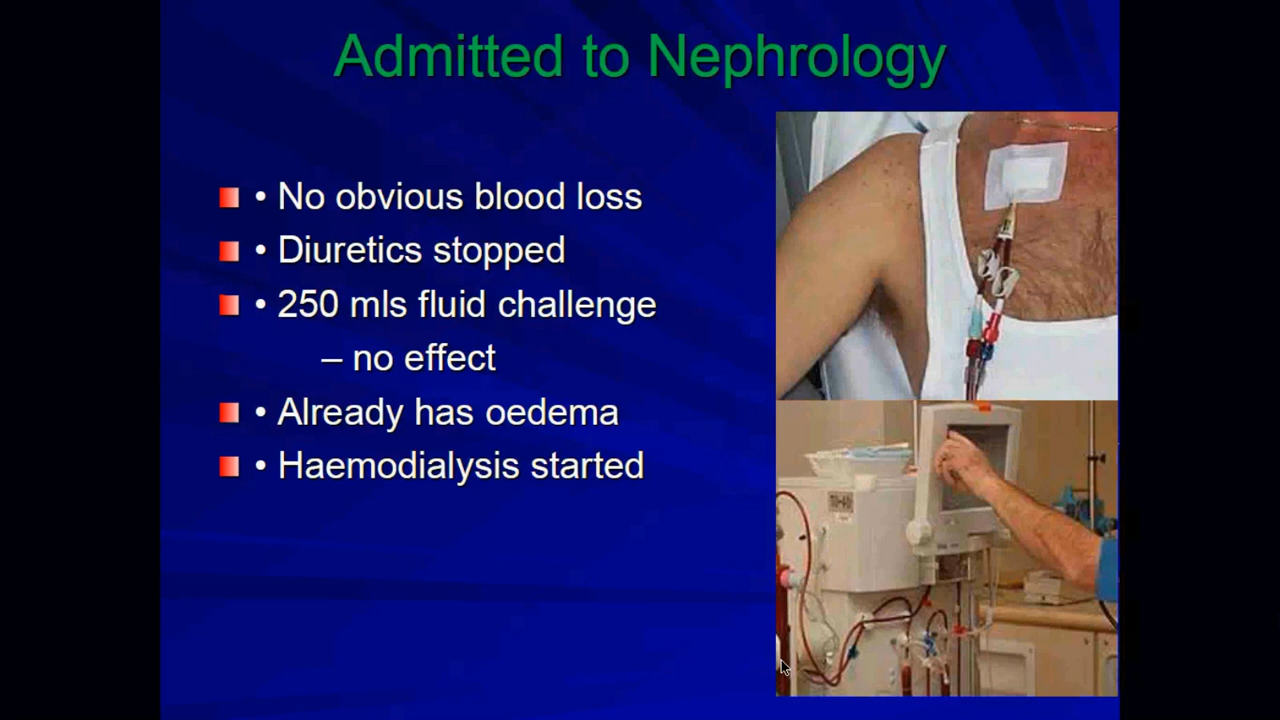 Admitted to Nephrology
• No obvious blood loss
• Diuretics stopped
• 250 mls fluid challenge
– no effect
• Already has oedema
• Haemodialysis started